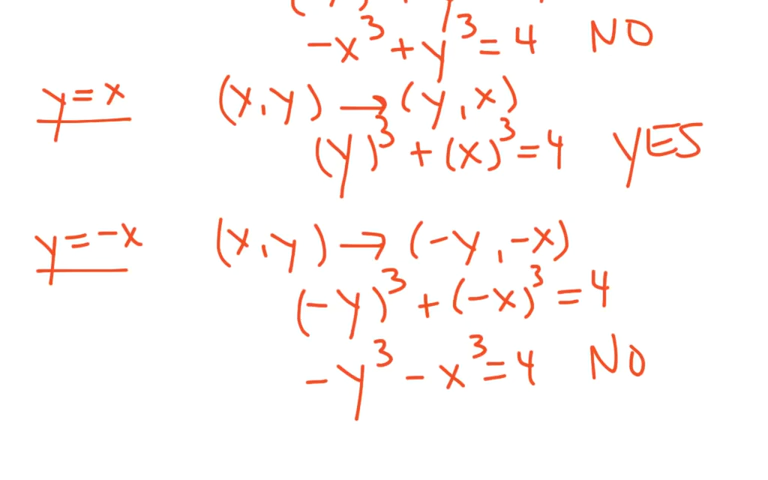 -x³ + y³ = 4 NO
y = x (x, y) → (y, x)
(y)³ + (x)³ = 4 YES
y = -x (x, y) → (-y, -x)
(-y)³ + (-x)³ = 4
-y³ - x³ = 4 NO